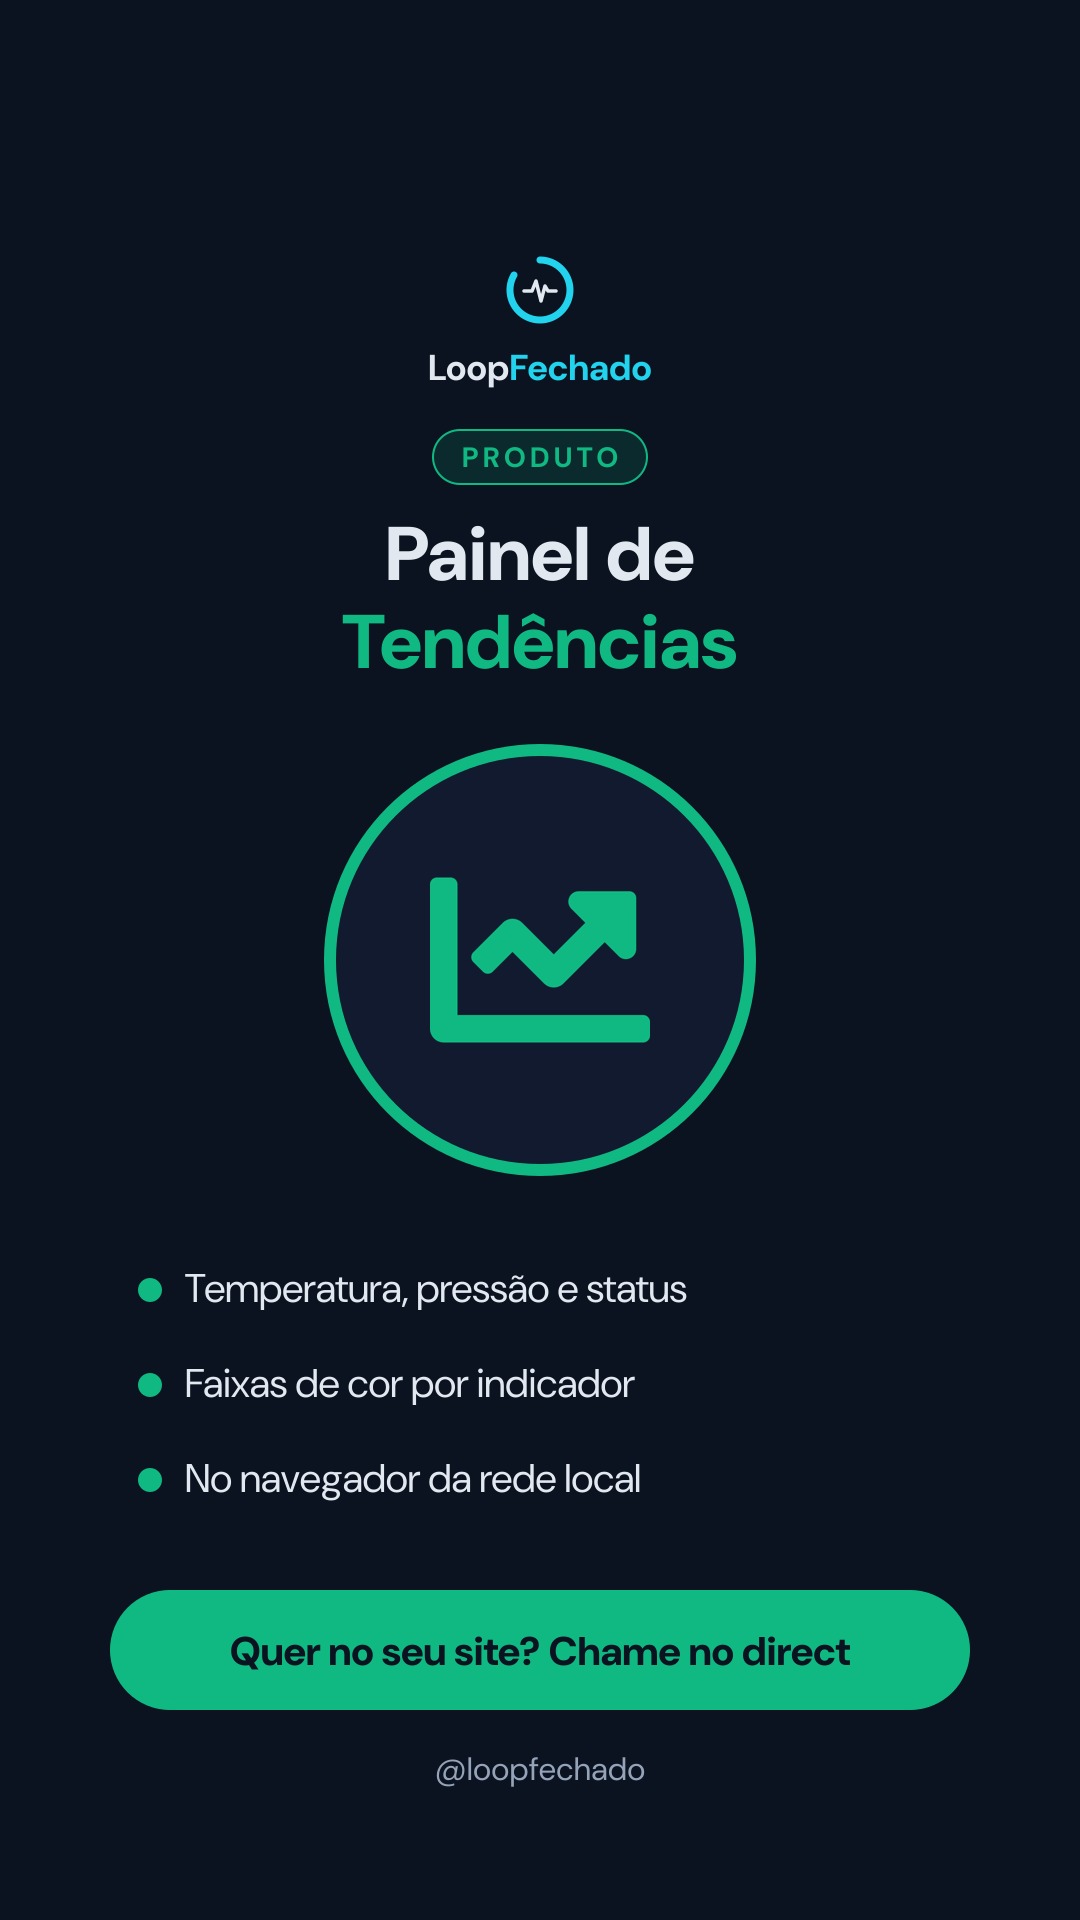 LoopFechado
PRODUTO
Painel de
Tendências
Temperatura, pressão e status
Faixas de cor por indicador
No navegador da rede local
Quer no seu site? Chame no direct
@loopfechado